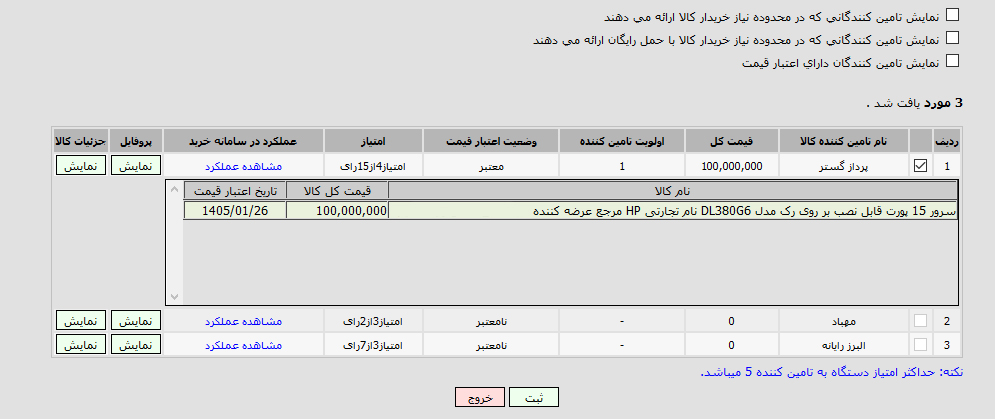 نمایش تامین کنندگاني که در محدوده نیاز خریدار کالا ارائه مي دهند
نمایش تامین کنندگاني که در محدوده نیاز خریدار کالا با حمل رایگان ارائه مي دهند
نمایش تامین کنندگان داراي اعتبار قیمت
3 مورد یافت شد .
ردیف نام تامین کننده کالا قیمت کل اولویت تامین کننده وضعیت اعتبار قیمت امتیاز عملکرد در سامانه خرید پروفایل جزئیات کالا
1 پرداز گستر 100,000,000 1 معتبر امتیاز4از15رای مشاهده عملکرد نمایش نمایش
نام کالا قیمت کل کالا تاریخ اعتبار قیمت
سرور 15 پورت قابل نصب بر روی رک مدل DL380G6 نام تجارتی HP مرجع عرضه کننده 100,000,000 1405/01/26
2 مهباد 0 - نامعتبر امتیاز3از2رای مشاهده عملکرد نمایش نمایش
3 البرز رایانه 0 - نامعتبر امتیاز3از7رای مشاهده عملکرد نمایش نمایش
نکته: حداکثر امتیاز دستگاه به تامین کننده 5 میباشد.
ثبت خروج